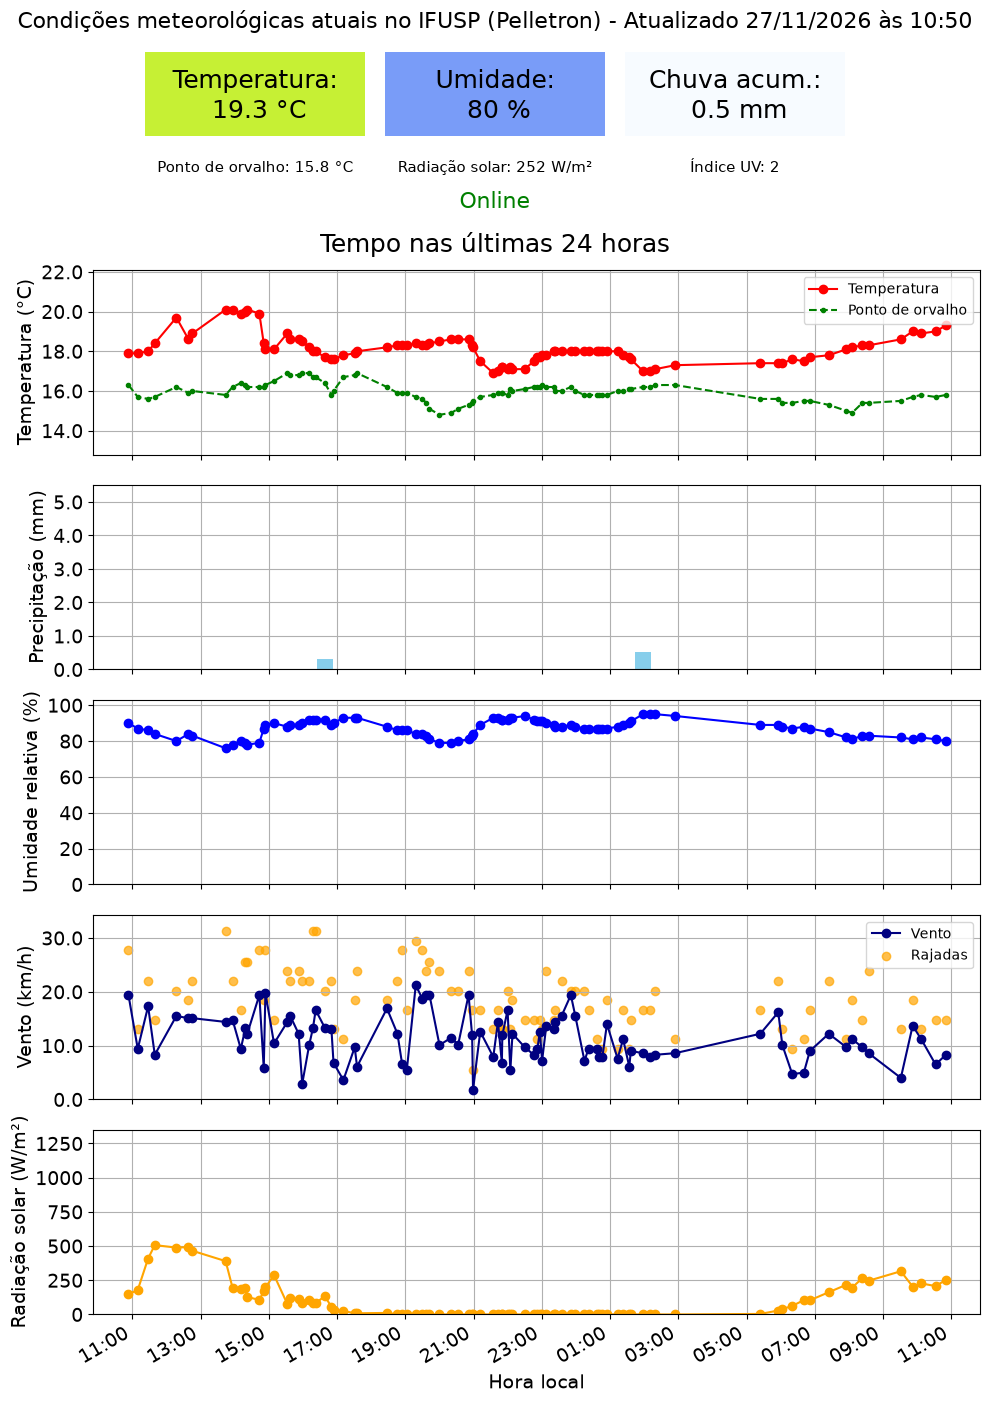 Condições meteorológicas atuais no IFUSP (Pelletron) - Atualizado 27/11/2026 às 10:50
Temperatura:
19.3 °C
Umidade:
80 %
Chuva acum.:
0.5 mm
Ponto de orvalho: 15.8 °C
Radiação solar: 252 W/m²
Índice UV: 2
Online
Tempo nas últimas 24 horas
Temperatura (°C)
22.0
20.0
18.0
16.0
14.0
Temperatura
Ponto de orvalho
Precipitação (mm)
5.0
4.0
3.0
2.0
1.0
0.0
Umidade relativa (%)
100
80
60
40
20
0
Vento (km/h)
30.0
20.0
10.0
0.0
Vento
Rajadas
Radiação solar (W/m²)
1250
1000
750
500
250
0
11:00
13:00
15:00
17:00
19:00
21:00
23:00
01:00
03:00
05:00
07:00
09:00
11:00
Hora local